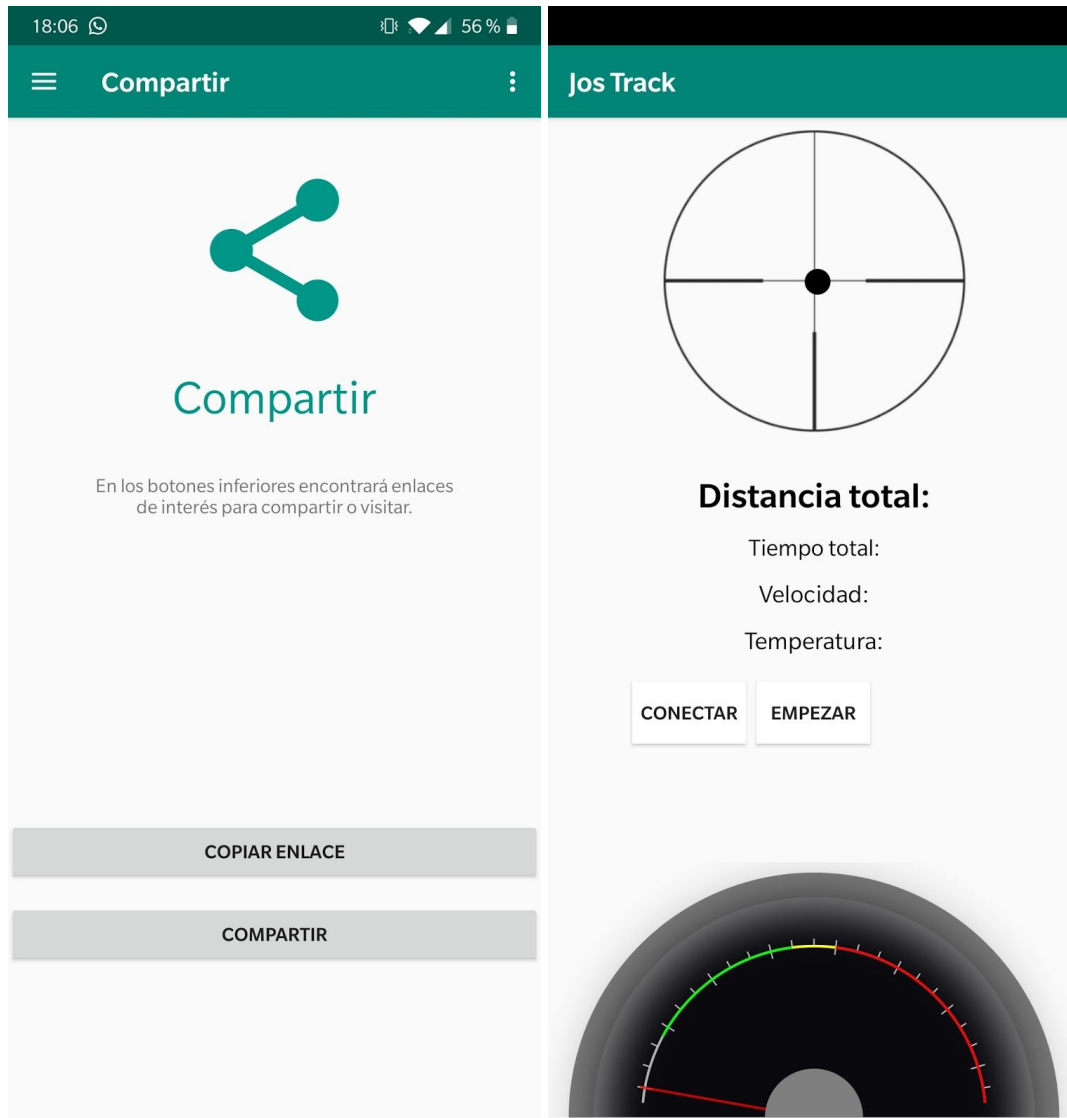 18:06
56 %
Compartir
Compartir
En los botones inferiores encontrará enlaces
de interés para compartir o visitar.
COPIAR ENLACE
COMPARTIR
Jos Track
Distancia total:
Tiempo total:
Velocidad:
Temperatura:
CONECTAR
EMPEZAR